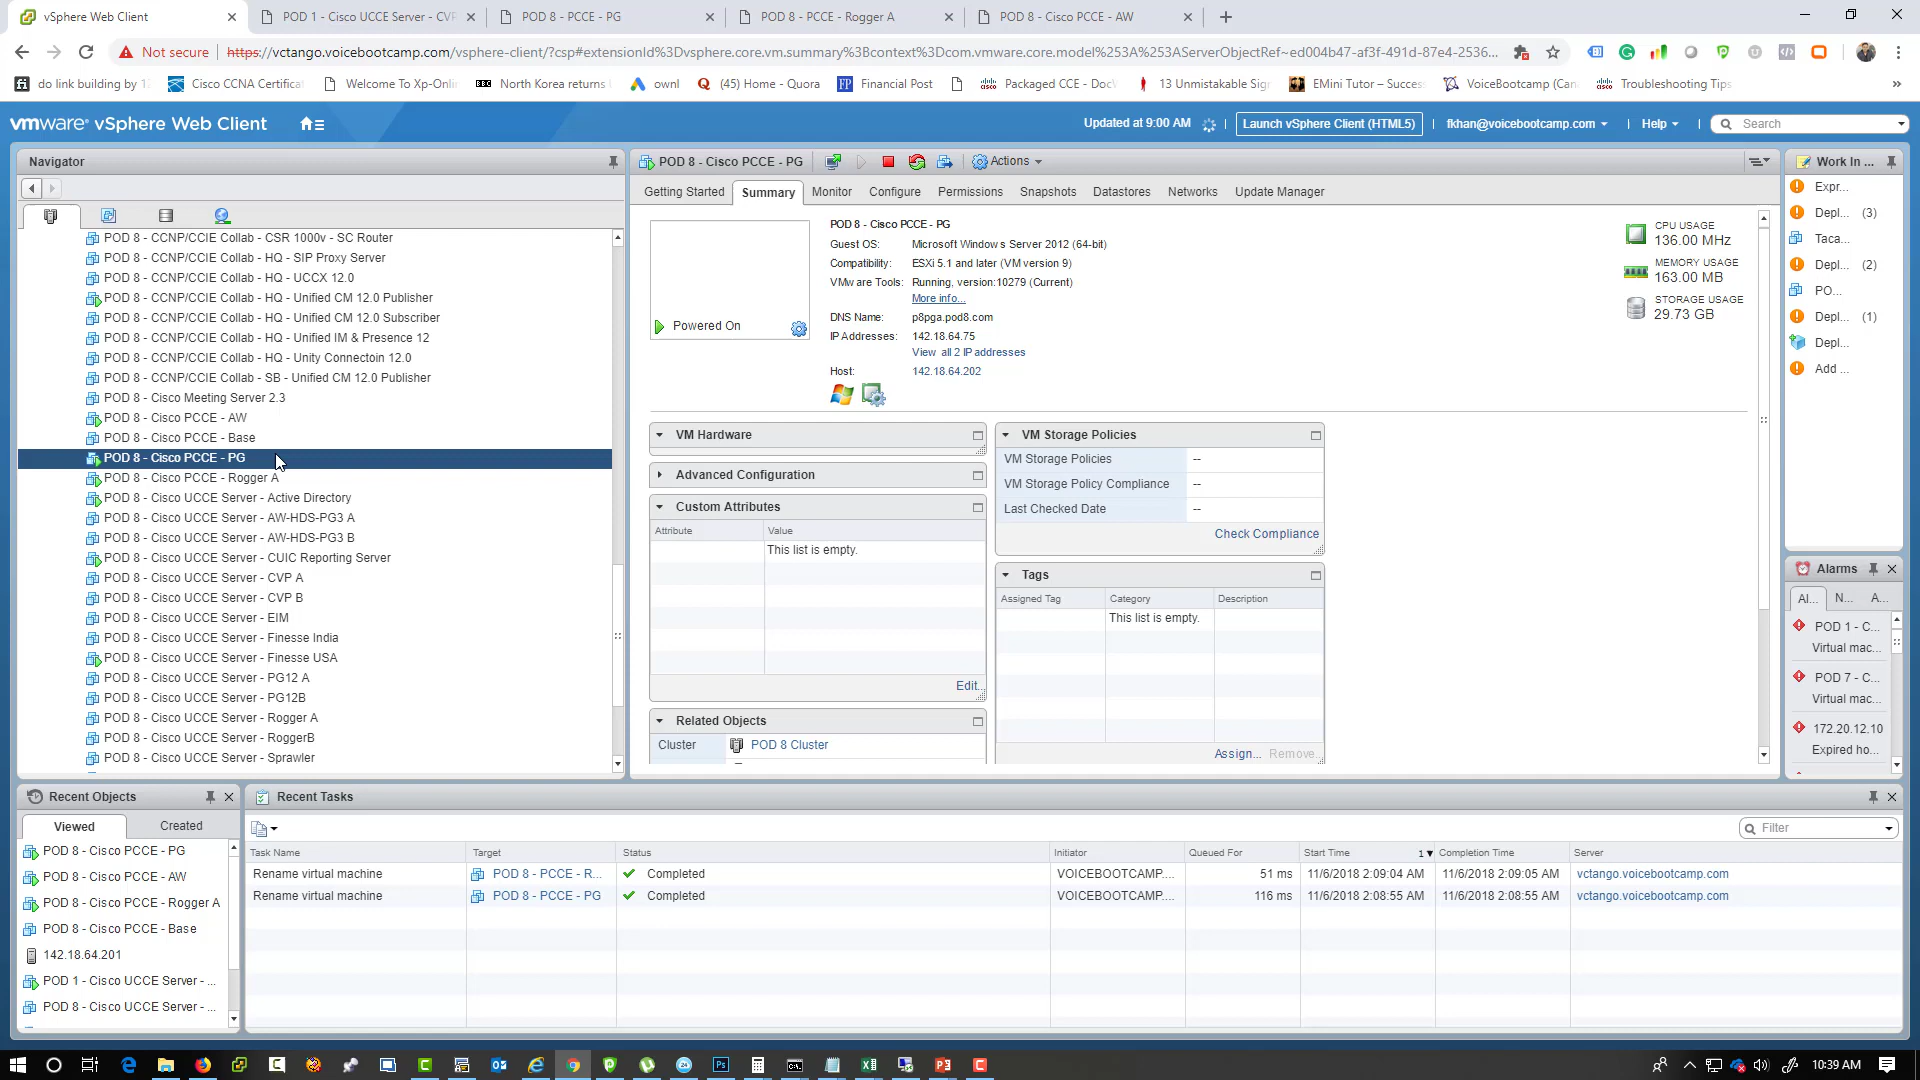 vSphere Web Client
POD 1 - Cisco UCCE Server - CVP
POD 8 - PCCE - PG
POD 8 - PCCE - Rogger A
POD 8 - Cisco PCCE - AW
Not secure
https://vctango.voicebootcamp.com/vsphere-client/?csp#extensionId%3Dvsphere.core.vm.summary%3Bcontext%3Dcom.vmware.core.model%253A%253AServerObjectRef~ed004b47-af3f-491d-87e4-2536...
do link building by 1
Cisco CCNA Certificat
Welcome To Xp-Onlin
North Korea returns
ownl
(45) Home - Quora
Financial Post
Packaged CCE - DocW
13 Unmistakable Sign
EMini Tutor – Succes
VoiceBootcamp (Can
Troubleshooting Tips
»
vmware® vSphere Web Client
Updated at 9:00 AM
Launch vSphere Client (HTML5)
fkhan@voicebootcamp.com
Help
Search
Navigator
POD 8 - CCNP/CCIE Collab - CSR 1000v - SC Router
POD 8 - CCNP/CCIE Collab - HQ - SIP Proxy Server
POD 8 - CCNP/CCIE Collab - HQ - UCCX 12.0
POD 8 - CCNP/CCIE Collab - HQ - Unified CM 12.0 Publisher
POD 8 - CCNP/CCIE Collab - HQ - Unified CM 12.0 Subscriber
POD 8 - CCNP/CCIE Collab - HQ - Unified IM & Presence 12
POD 8 - CCNP/CCIE Collab - HQ - Unity Connectoin 12.0
POD 8 - CCNP/CCIE Collab - SB - Unified CM 12.0 Publisher
POD 8 - Cisco Meeting Server 2.3
POD 8 - Cisco PCCE - AW
POD 8 - Cisco PCCE - Base
POD 8 - Cisco PCCE - PG
POD 8 - Cisco PCCE - Rogger A
POD 8 - Cisco UCCE Server - Active Directory
POD 8 - Cisco UCCE Server - AW-HDS-PG3 A
POD 8 - Cisco UCCE Server - AW-HDS-PG3 B
POD 8 - Cisco UCCE Server - CUIC Reporting Server
POD 8 - Cisco UCCE Server - CVP A
POD 8 - Cisco UCCE Server - CVP B
POD 8 - Cisco UCCE Server - EIM
POD 8 - Cisco UCCE Server - Finesse India
POD 8 - Cisco UCCE Server - Finesse USA
POD 8 - Cisco UCCE Server - PG12 A
POD 8 - Cisco UCCE Server - PG12B
POD 8 - Cisco UCCE Server - Rogger A
POD 8 - Cisco UCCE Server - RoggerB
POD 8 - Cisco UCCE Server - Sprawler
POD 8 - Cisco PCCE - PG
Actions
Getting Started
Summary
Monitor
Configure
Permissions
Snapshots
Datastores
Networks
Update Manager
POD 8 - Cisco PCCE - PG
Guest OS: Microsoft Windows Server 2012 (64-bit)
Compatibility: ESXi 5.1 and later (VM version 9)
VMware Tools: Running, version:10279 (Current)
More info...
DNS Name: p8pga.pod8.com
IP Addresses: 142.18.64.75
View all 2 IP addresses
Host: 142.18.64.202
Powered On
CPU USAGE
136.00 MHz
MEMORY USAGE
163.00 MB
STORAGE USAGE
29.73 GB
VM Hardware
Advanced Configuration
Custom Attributes
Attribute
Value
This list is empty.
Edit...
Related Objects
Cluster
POD 8 Cluster
VM Storage Policies
VM Storage Policies --
VM Storage Policy Compliance --
Last Checked Date --
Check Compliance
Tags
Assigned Tag
Category
Description
This list is empty.
Assign...
Remove...
Work In ...
Expr...
Depl... (3)
Taca...
Depl... (2)
PO...
Depl... (1)
Depl...
Add ...
Alarms
Al...
N...
A...
POD 1 - C...
Virtual mac...
POD 7 - C...
Virtual mac...
172.20.12.10
Expired ho...
Recent Objects
Viewed
Created
POD 8 - Cisco PCCE - PG
POD 8 - Cisco PCCE - AW
POD 8 - Cisco PCCE - Rogger A
POD 8 - Cisco PCCE - Base
142.18.64.201
POD 1 - Cisco UCCE Server - ...
POD 8 - Cisco UCCE Server - ...
Recent Tasks
Filter
Task Name
Target
Status
Initiator
Queued For
Start Time
1
Completion Time
Server
Rename virtual machine POD 8 - PCCE - R... Completed VOICEBOOTCAMP.... 51 ms 11/6/2018 2:09:04 AM 11/6/2018 2:09:05 AM vctango.voicebootcamp.com
Rename virtual machine POD 8 - PCCE - PG Completed VOICEBOOTCAMP.... 116 ms 11/6/2018 2:08:55 AM 11/6/2018 2:08:55 AM vctango.voicebootcamp.com
10:39 AM